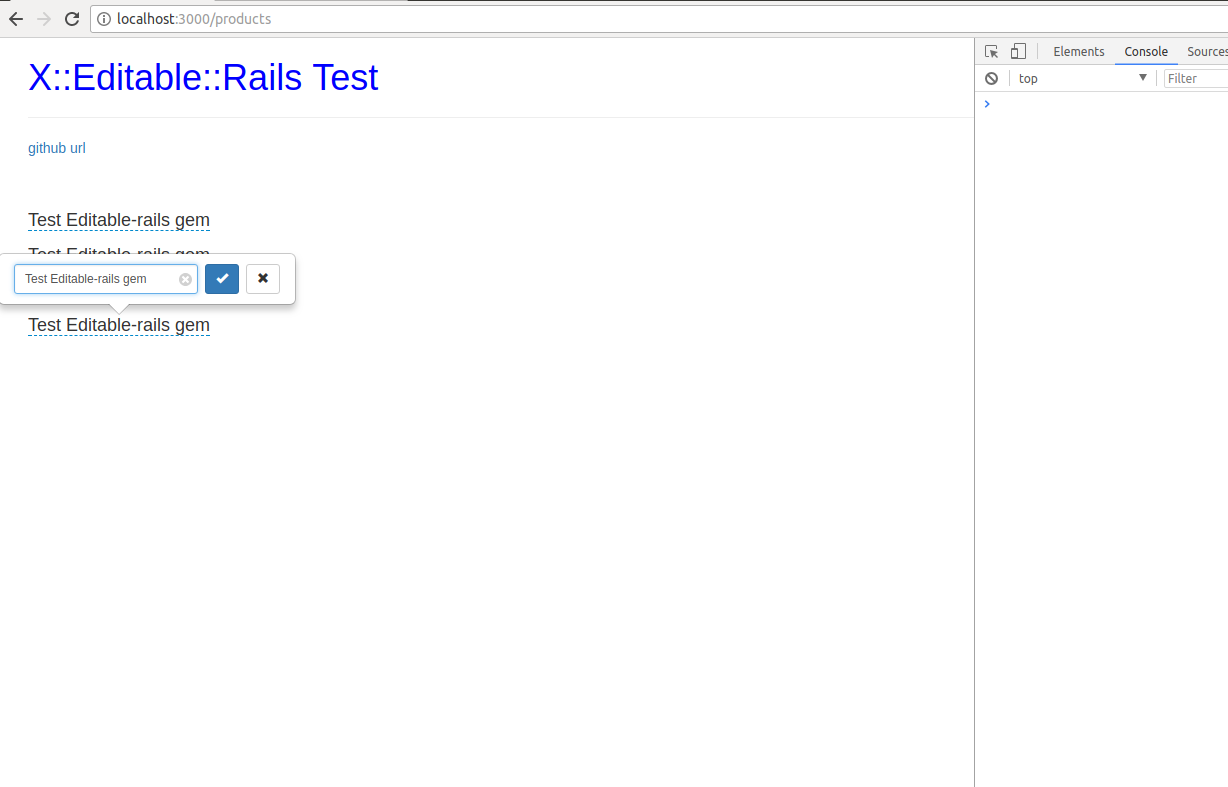 localhost:3000/products
Elements Console Sources
top Filter
X::Editable::Rails Test
github url
Test Editable-rails gem
Test Editable-rails gem
Test Editable-rails gem
Test Editable-rails gem